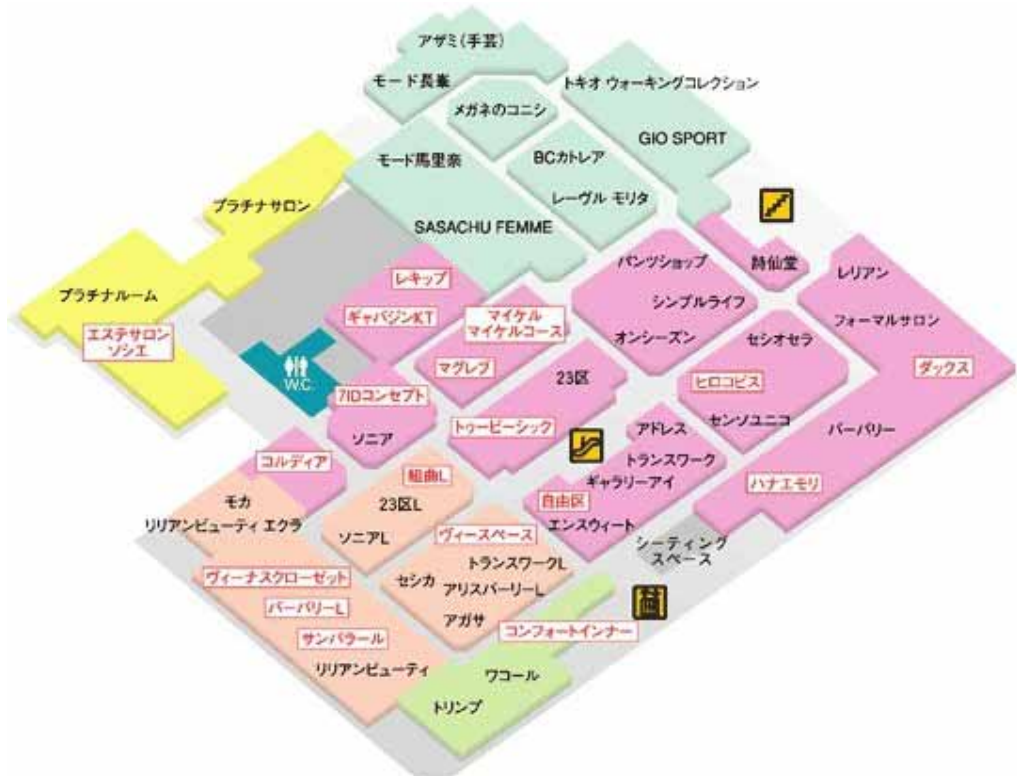 アザミ(手芸)
モード長峯
メガネのコニシ
トキオ ウォーキングコレクション
GIO SPORT
モード馬里奈
BCカトレア
レーヴル モリタ
SASACHU FEMME
プラチナサロン
プラチナルーム
エステサロン
ソシエ
レキップ
ギャバジンKT
マイケル
マイケルコース
マグレブ
パンツショップ
シンプルライフ
オンシーズン
詩仙堂
レリアン
フォーマルサロン
セシオセラ
ダックス
ヒロコビス
センソユニコ
バーバリー
ハナエモリ
W.C.
7IDコンセプト
ソニア
23区
トゥービーシック
アドレス
トランスワーク
ギャラリーアイ
自由区
エンスウィート
シーティング
スペース
コルディア
モカ
リリアンビューティ エクラ
組曲L
23区L
ソニアL
ヴィースペース
トランスワークL
セシカ
アリスバーリーL
アガサ
ヴィーナスクローゼット
バーバリーL
サンバラール
リリアンビューティ
コンフォートインナー
ワコール
トリンプ